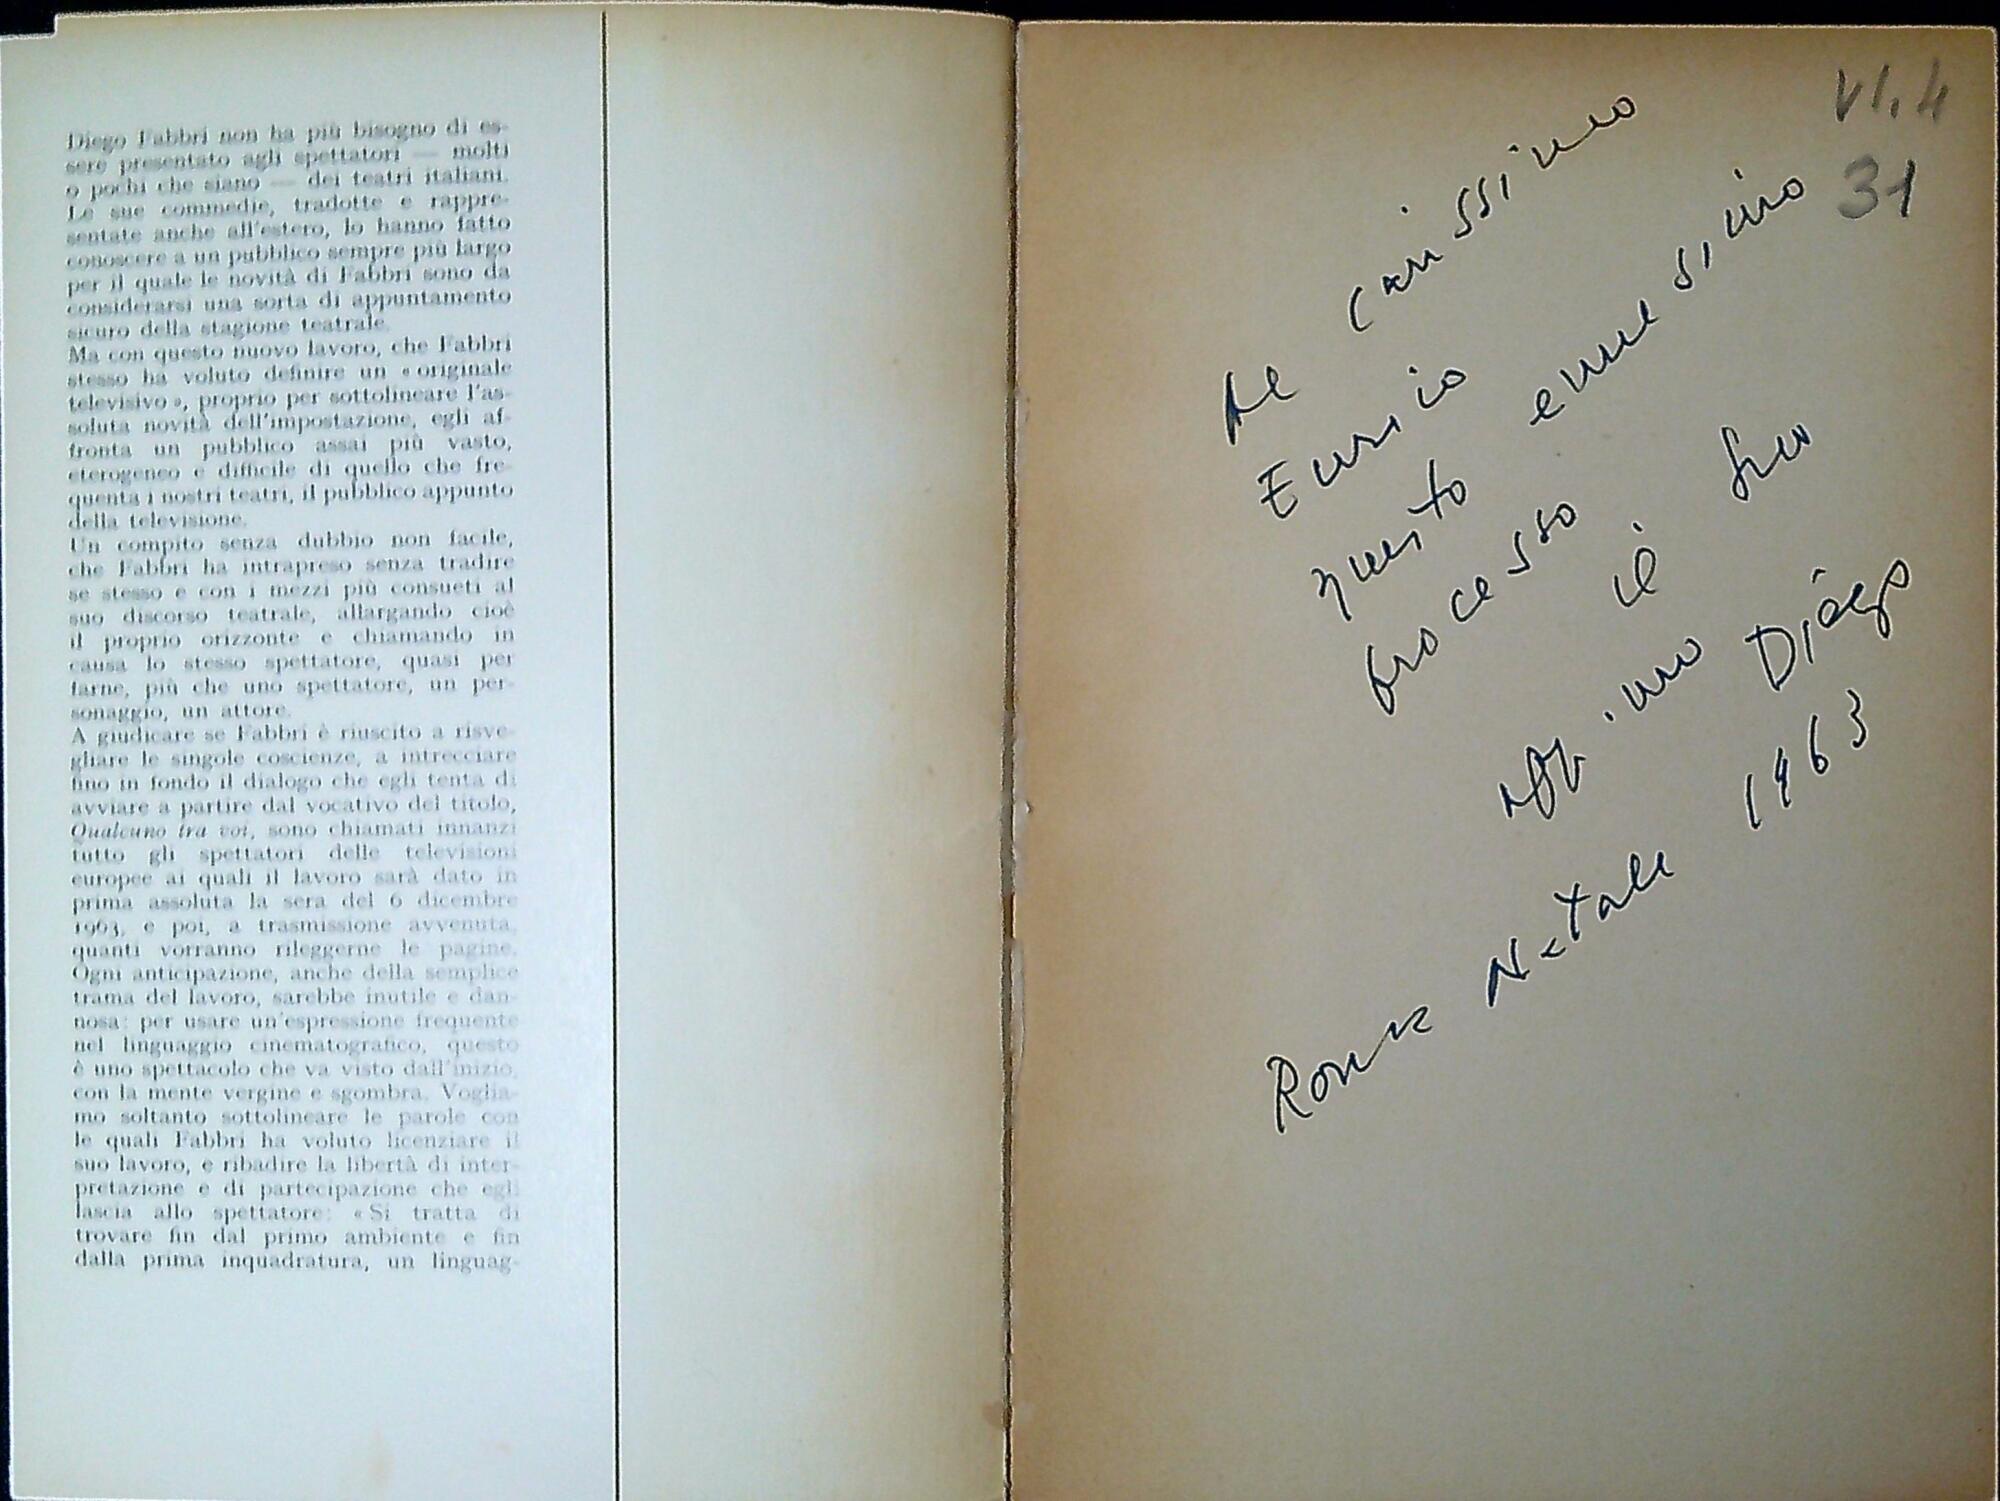 Diego Fabbri non ha più bisogno di es-
sere presentato agli spettatori — molti
o pochi che siano — dei teatri italiani.
Le sue commedie, tradotte e rappre-
sentate anche all'estero, lo hanno fatto
conoscere a un pubblico sempre più largo
per il quale le novità di Fabbri sono da
considerarsi una sorta di appuntamento
sicuro della stagione teatrale.
Ma con questo nuovo lavoro, che Fabbri
stesso ha voluto definire un « originale
televisivo », proprio per sottolineare l'as-
soluta novità dell'impostazione, egli af-
fronta un pubblico assai più vasto,
eterogeneo e difficile di quello che fre-
quenta i nostri teatri, il pubblico appunto
della televisione.
Un compito senza dubbio non facile,
che Fabbri ha intrapreso senza tradire
se stesso e con i mezzi più consueti al
suo discorso teatrale, allargando cioè
il proprio orizzonte e chiamando in
causa lo stesso spettatore, quasi per
farne, più che uno spettatore, un per-
sonaggio, un attore.
A giudicare se Fabbri è riuscito a risve-
gliare le singole coscienze, a intrecciare
fino in fondo il dialogo che egli tenta di
avviare a partire dal vocativo del titolo,
Qualcuno tra voi, sono chiamati innanzi
tutto gli spettatori delle televisioni
europee ai quali il lavoro sarà dato in
prima assoluta la sera del 6 dicembre
1963, e poi, a trasmissione avvenuta,
quanti vorranno rileggerne le pagine.
Ogni anticipazione, anche della semplice
trama del lavoro, sarebbe inutile e dan-
nosa: per usare un'espressione frequente
nel linguaggio cinematografico, questo
è uno spettacolo che va visto dall'inizio,
con la mente vergine e sgombra. Voglia-
mo soltanto sottolineare le parole con
le quali Fabbri ha voluto licenziare il
suo lavoro, e ribadire la libertà di inter-
pretazione e di partecipazione che egli
lascia allo spettatore: « Si tratta di
trovare fin dal primo ambiente e fin
dalla prima inquadratura, un linguag-
VI.4
31
Al carissimo
Eurio
questo ennesimo
processo il suo
aff.imo Diego
Roma Natale 1963